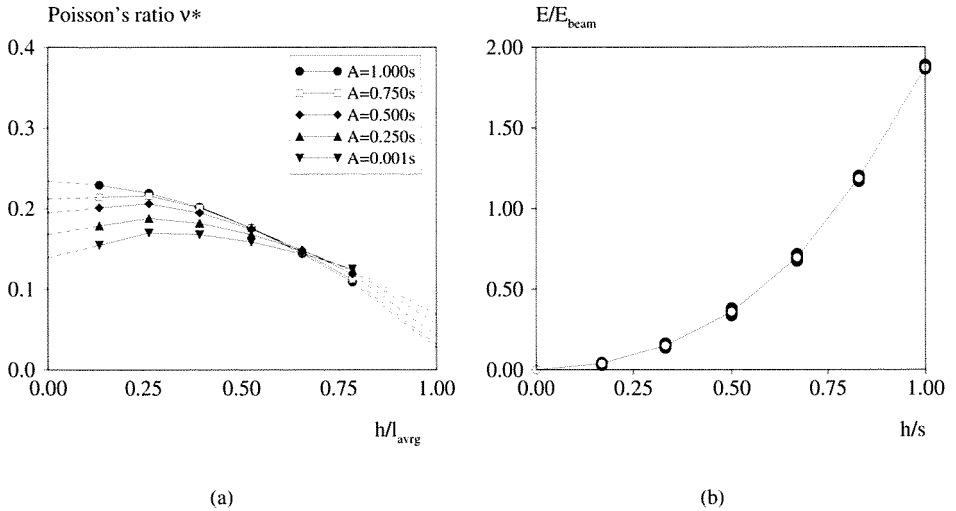 Poisson's ratio ν*
0.4
0.3
0.2
0.1
0.0
0.00
0.25
0.50
0.75
1.00
h/l_avrg
A=1.000s
A=0.750s
A=0.500s
A=0.250s
A=0.001s
(a)
E/E_beam
2.00
1.50
1.00
0.50
0.00
0.00
0.25
0.50
0.75
1.00
h/s
(b)